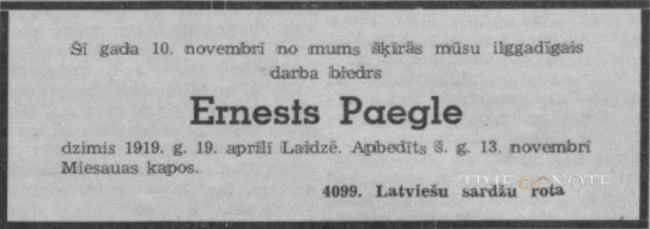 Šī gada 10. novembrī no mums šķīrās mūsu ilggadīgais
darba biedrs
Ernests Paegle
dzimis 1919. g. 19. aprīlī Laidzē. Apbedīts š. g. 13. novembrī
Miesauas kapos.
4099. Latviešu sardžu rota
TIMENOTE